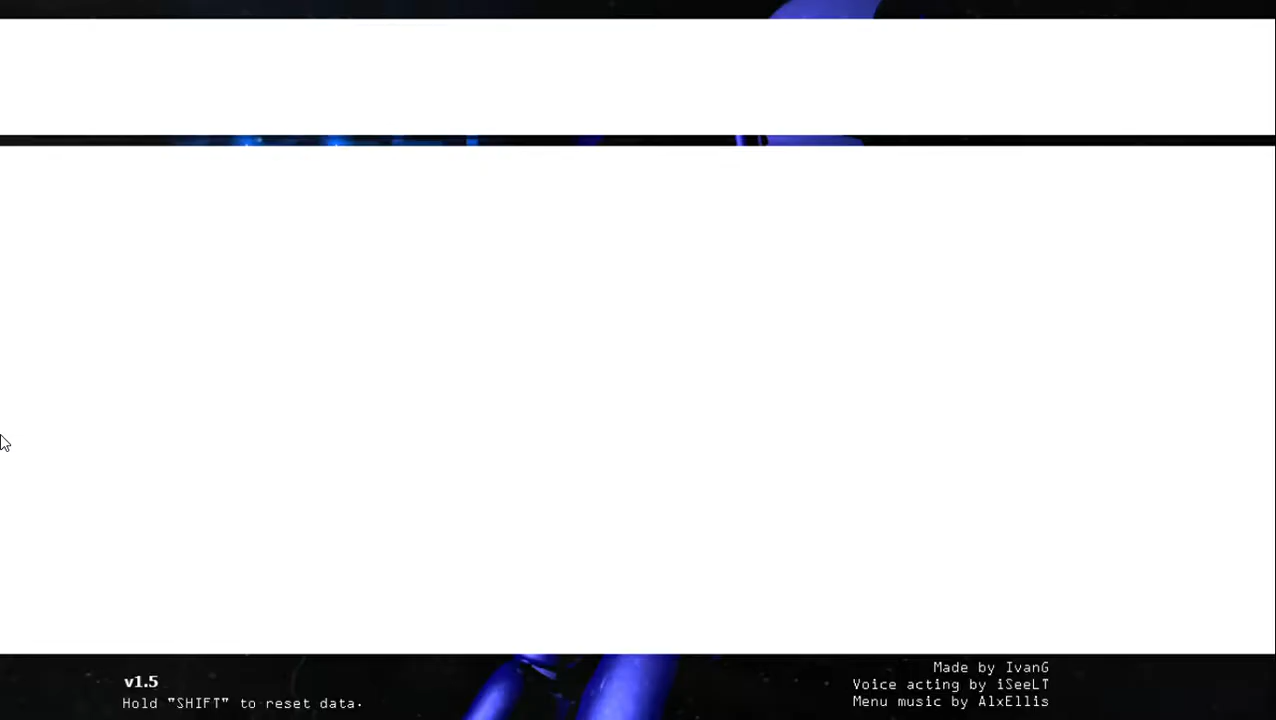 v1.5
Hold "SHIFT" to reset data.
Made by IvanG
Voice acting by iSeeLT
Menu music by AlxEllis